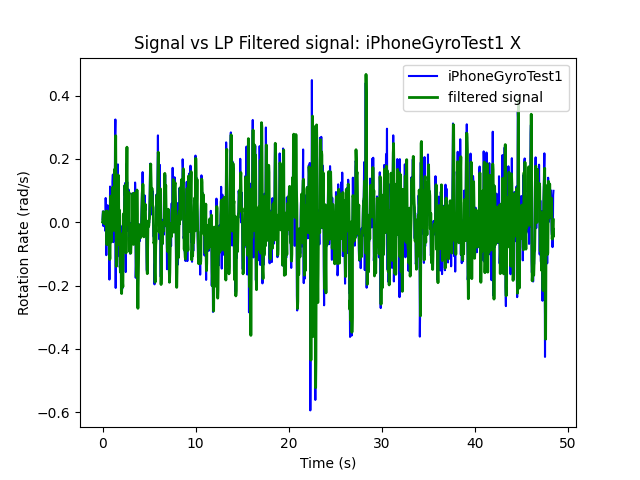 Signal vs LP Filtered signal: iPhoneGyroTest1 X
iPhoneGyroTest1
filtered signal
Rotation Rate (rad/s)
0.4
0.2
0.0
−0.2
−0.4
−0.6
0 10 20 30 40 50
Time (s)